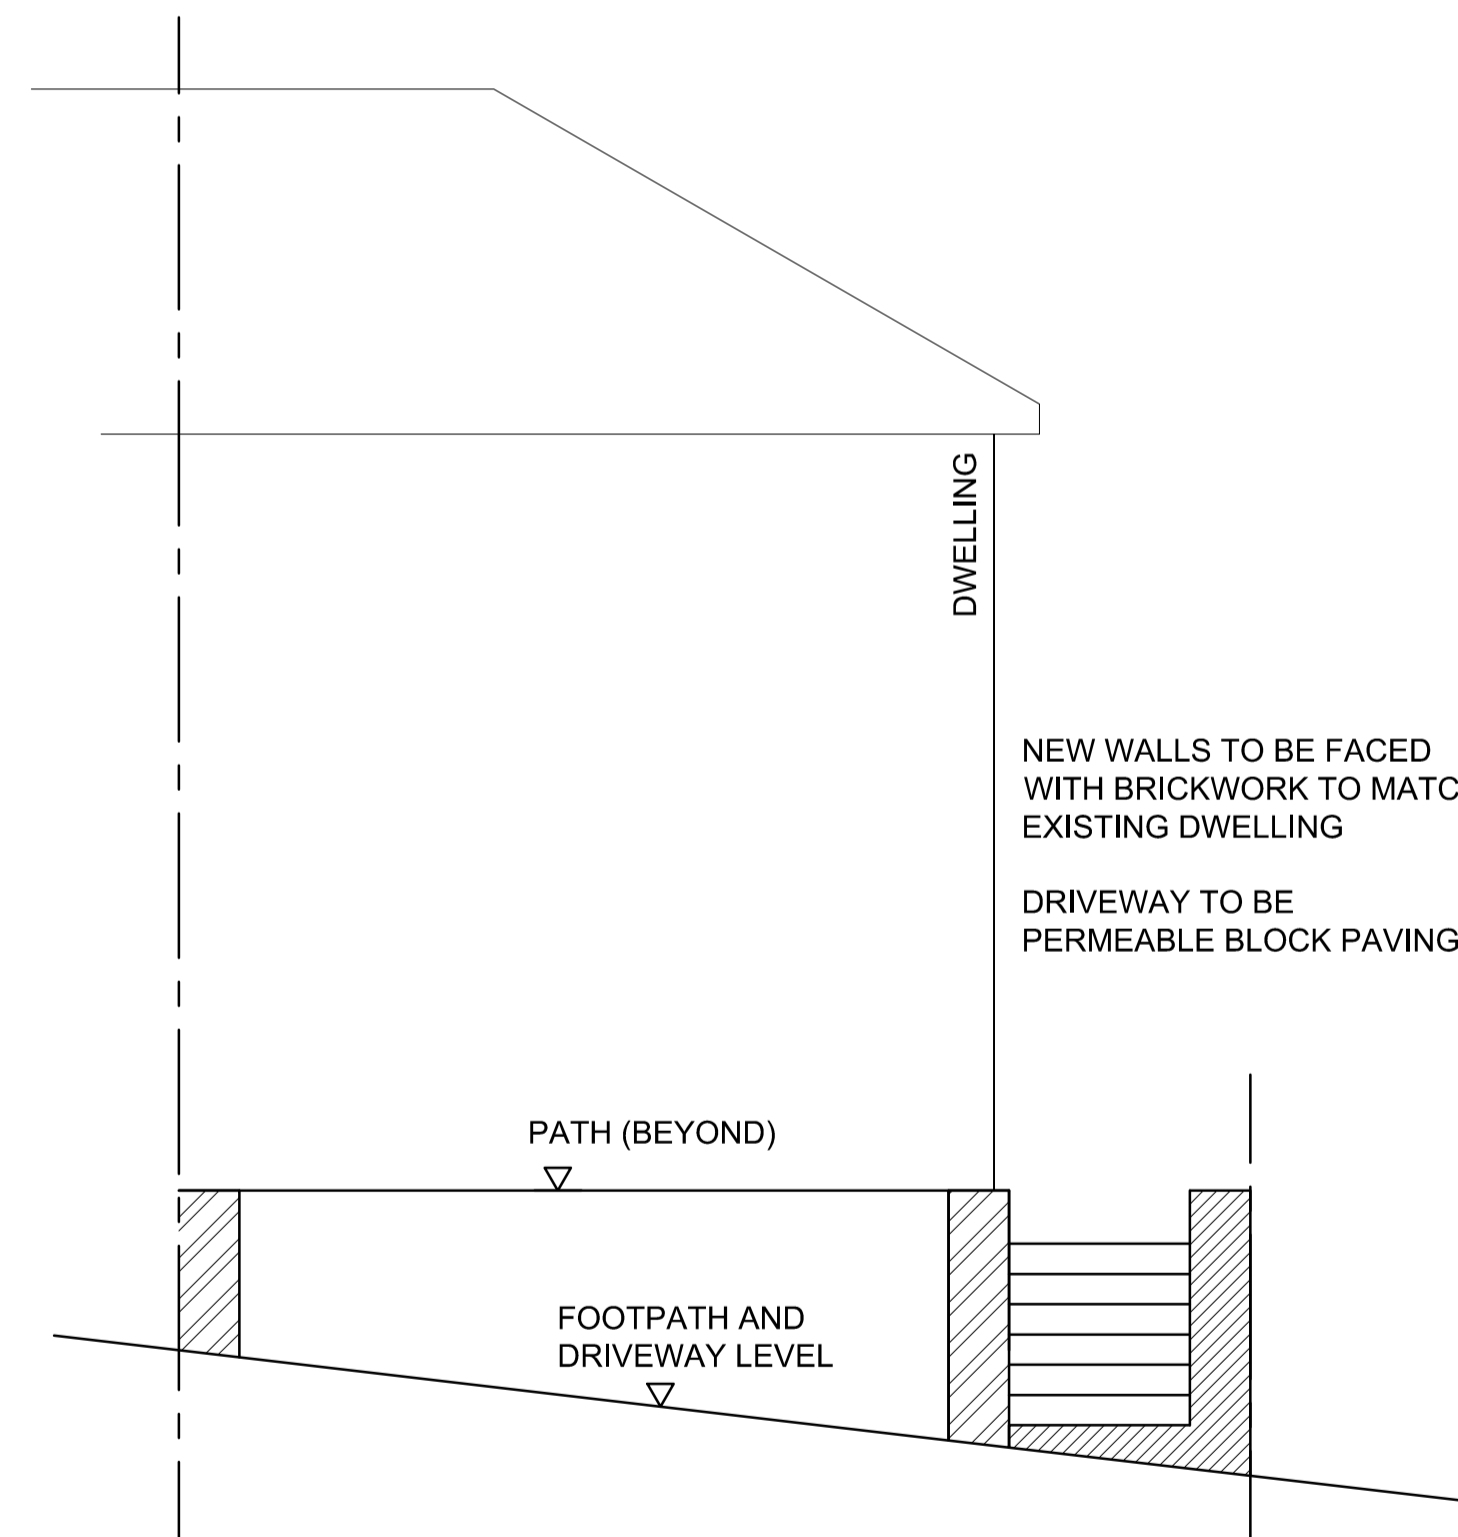 DWELLING
NEW WALLS TO BE FACED
WITH BRICKWORK TO MATC
EXISTING DWELLING
DRIVEWAY TO BE
PERMEABLE BLOCK PAVING
PATH (BEYOND)
FOOTPATH AND
DRIVEWAY LEVEL